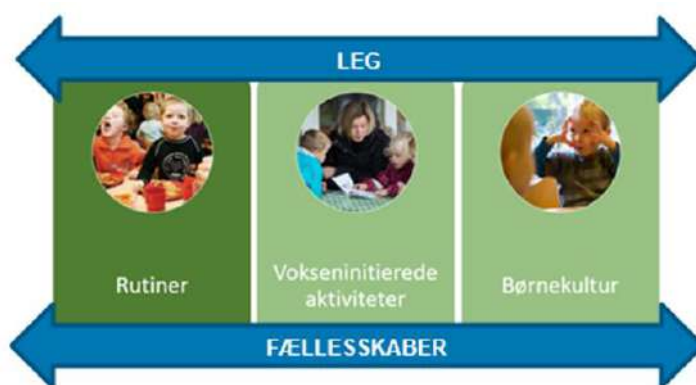 LEG
Rutiner
Vokseninitierede
aktiviteter
Børnekultur
FÆLLESSKABER